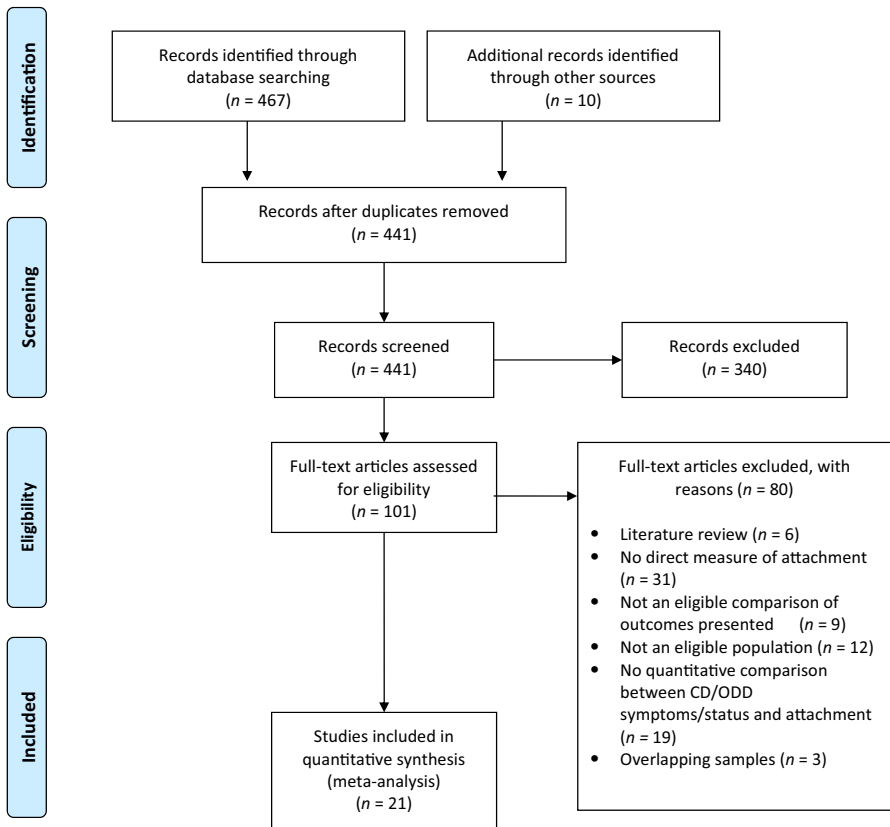 Identification
Records identified through
database searching
(n = 467)
Additional records identified
through other sources
(n = 10)
Records after duplicates removed
(n = 441)
Screening
Records screened
(n = 441)
Records excluded
(n = 340)
Eligibility
Full-text articles assessed
for eligibility
(n = 101)
Full-text articles excluded, with
reasons (n = 80)
• Literature review (n = 6)
• No direct measure of attachment
(n = 31)
• Not an eligible comparison of
outcomes presented (n = 9)
• Not an eligible population (n = 12)
• No quantitative comparison
between CD/ODD
symptoms/status and attachment
(n = 19)
• Overlapping samples (n = 3)
Included
Studies included in
quantitative synthesis
(meta-analysis)
(n = 21)